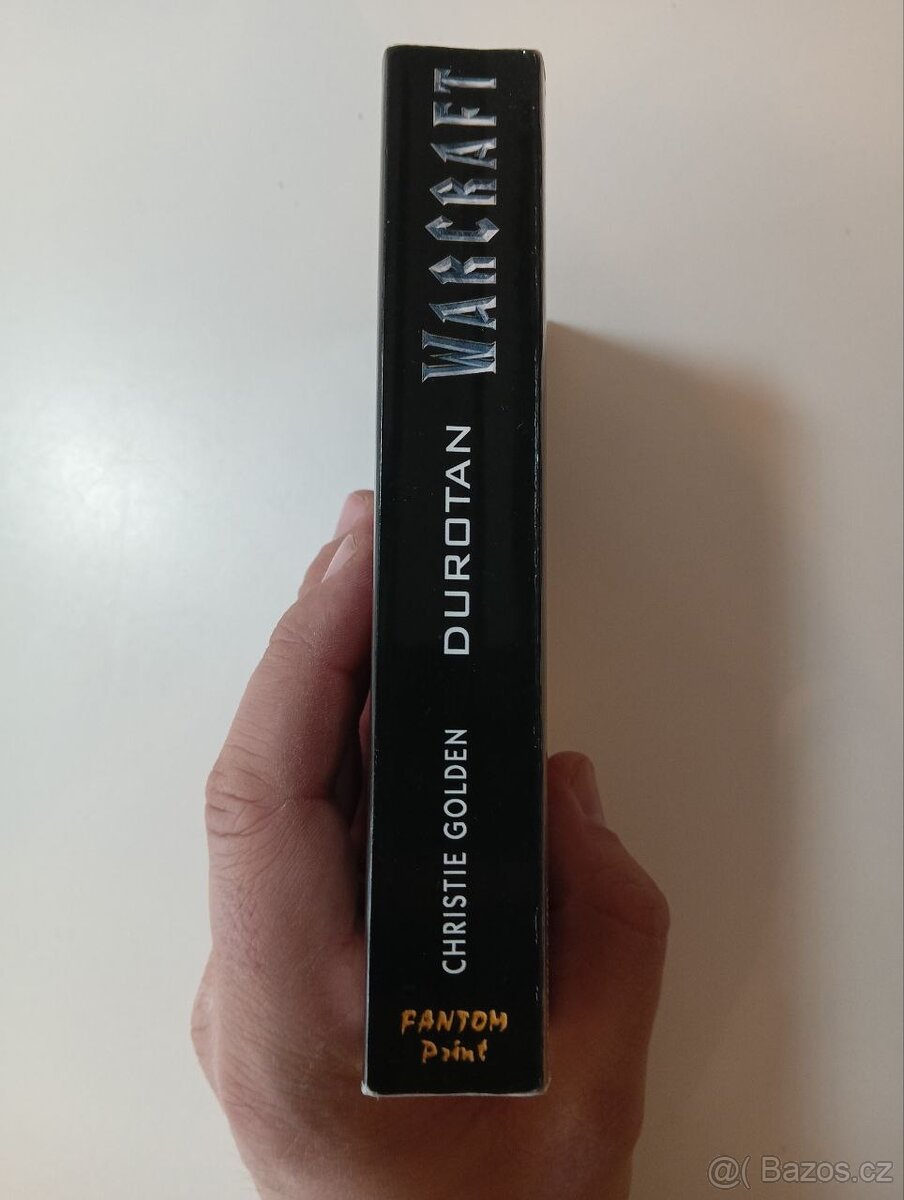 WARCRAFT
DUROTAN
CHRISTIE GOLDEN
FANTOM
Print
@( Bazos.cz